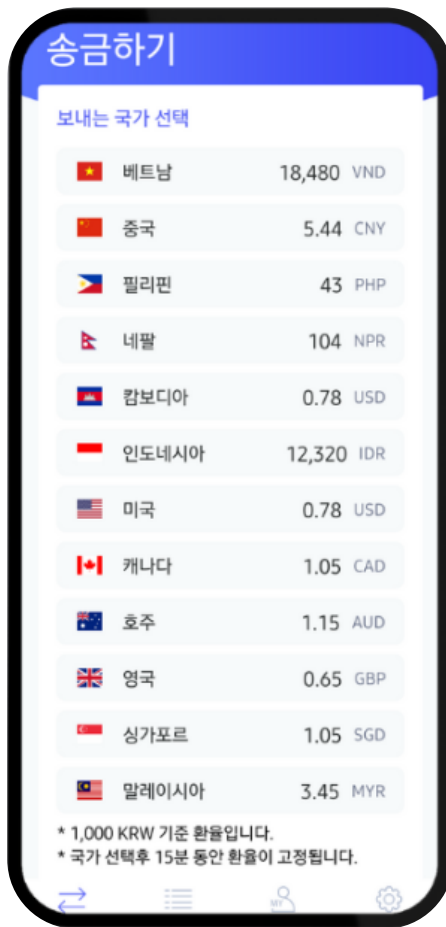 송금하기
보내는 국가 선택
베트남 18,480 VND
중국 5.44 CNY
필리핀 43 PHP
네팔 104 NPR
캄보디아 0.78 USD
인도네시아 12,320 IDR
미국 0.78 USD
캐나다 1.05 CAD
호주 1.15 AUD
영국 0.65 GBP
싱가포르 1.05 SGD
말레이시아 3.45 MYR
* 1,000 KRW 기준 환율입니다.
* 국가 선택후 15분 동안 환율이 고정됩니다.
MY